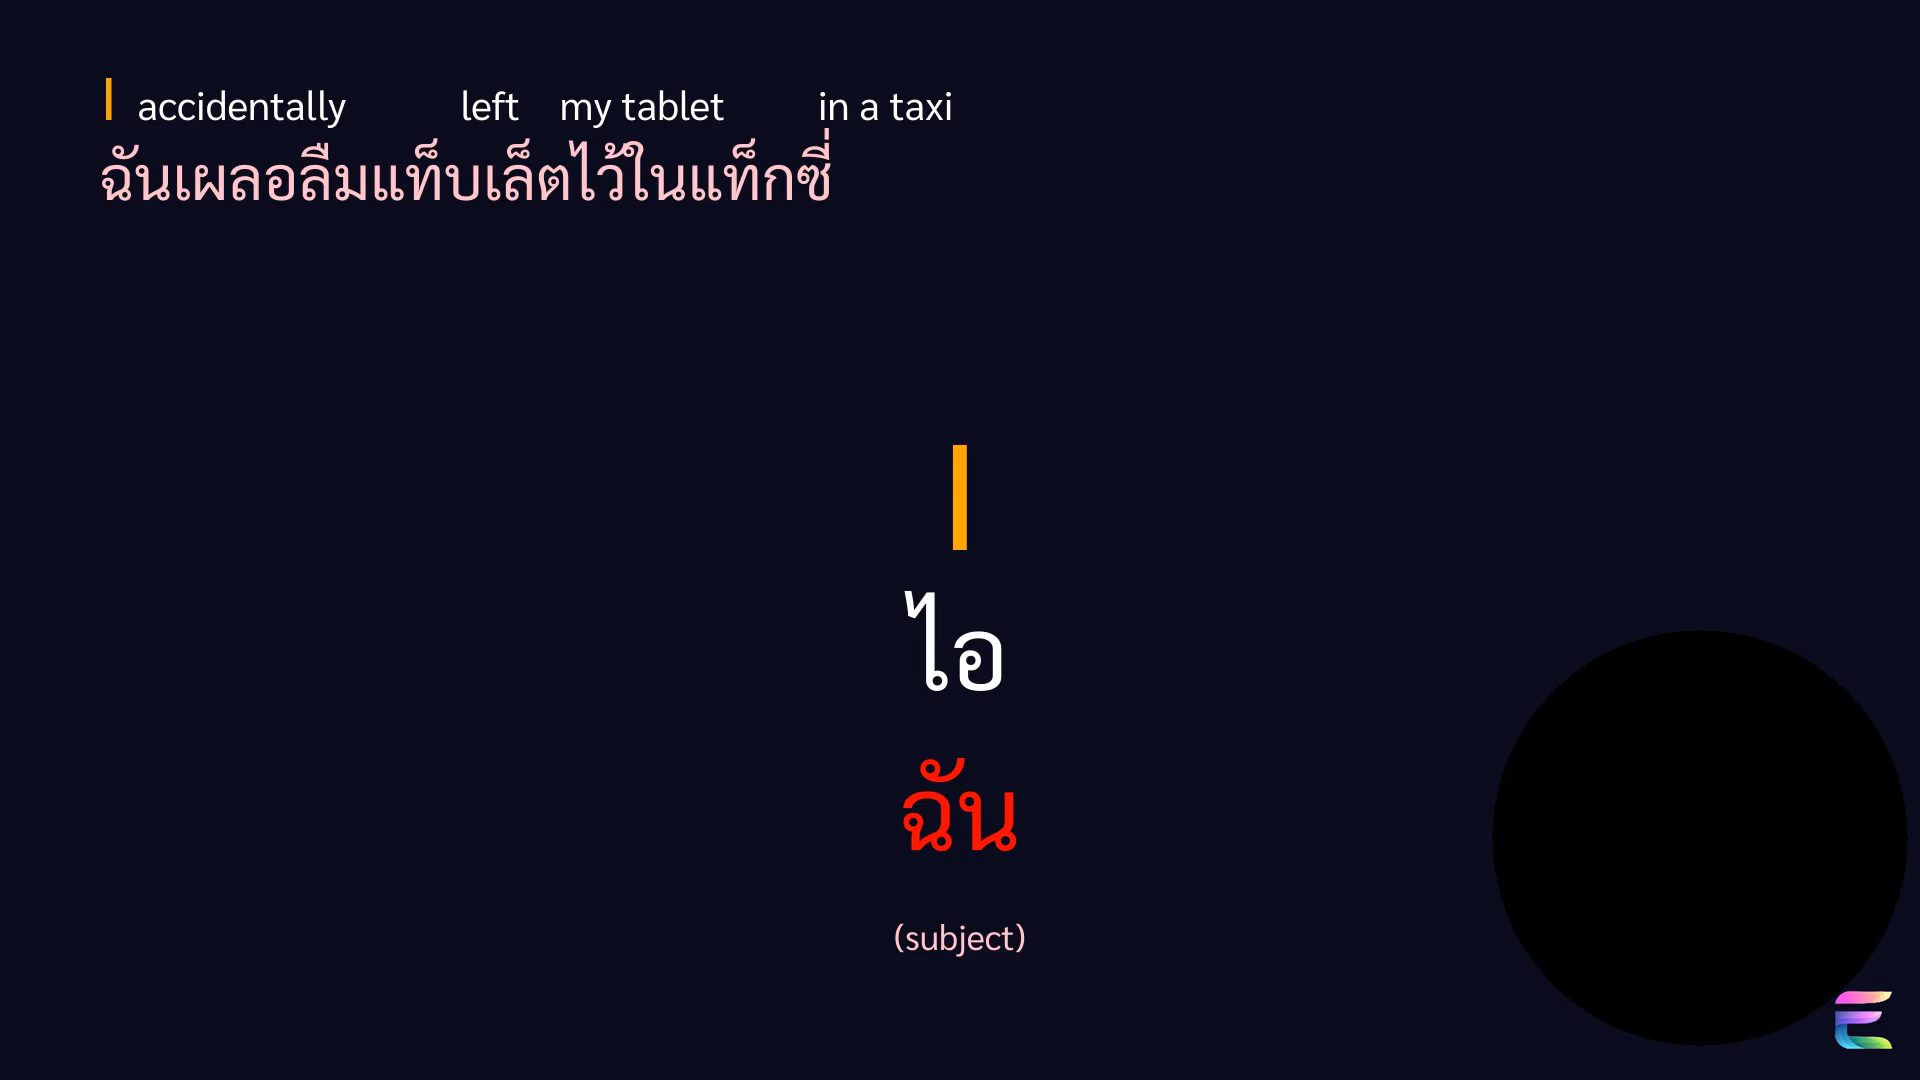 I accidentally left my tablet in a taxi
ฉันเผลอลืมแท็บเล็ตไว้ในแท็กซี่
I
ไอ
ฉัน
(subject)